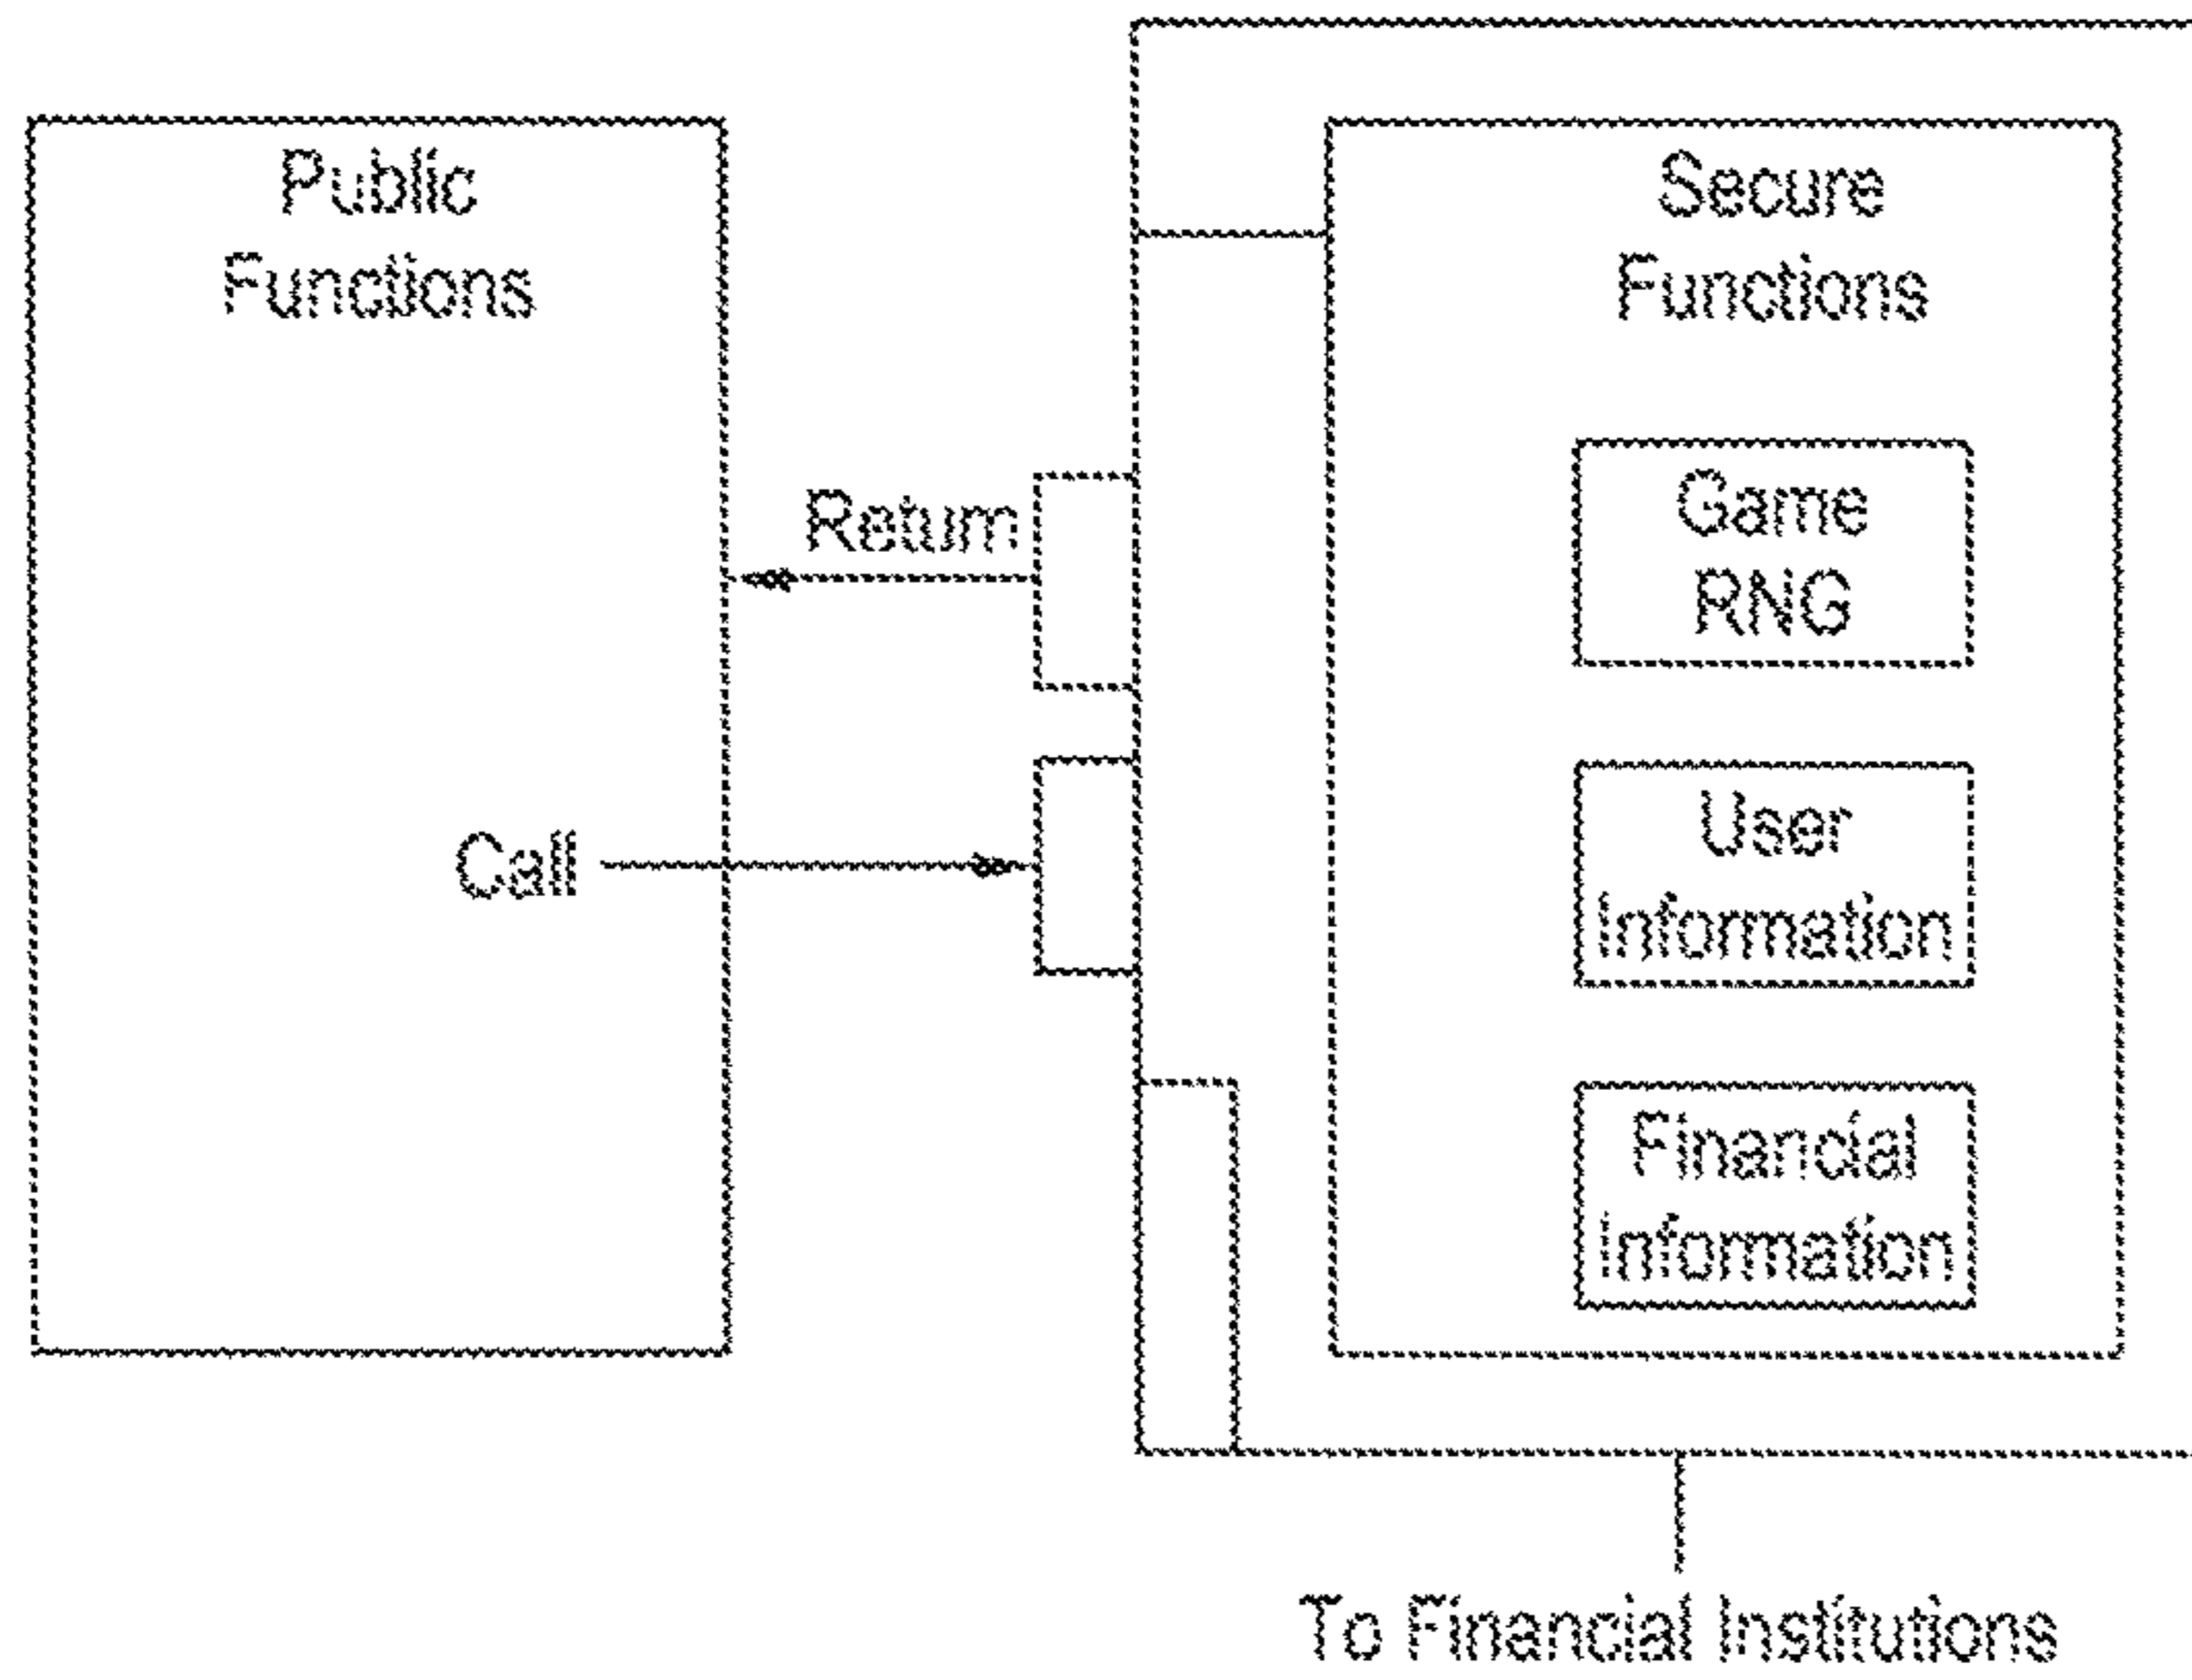 Public
Functions
Secure
Functions
Return
Game
RNG
Call
User
Information
Financial
Information
To Financial Institutions